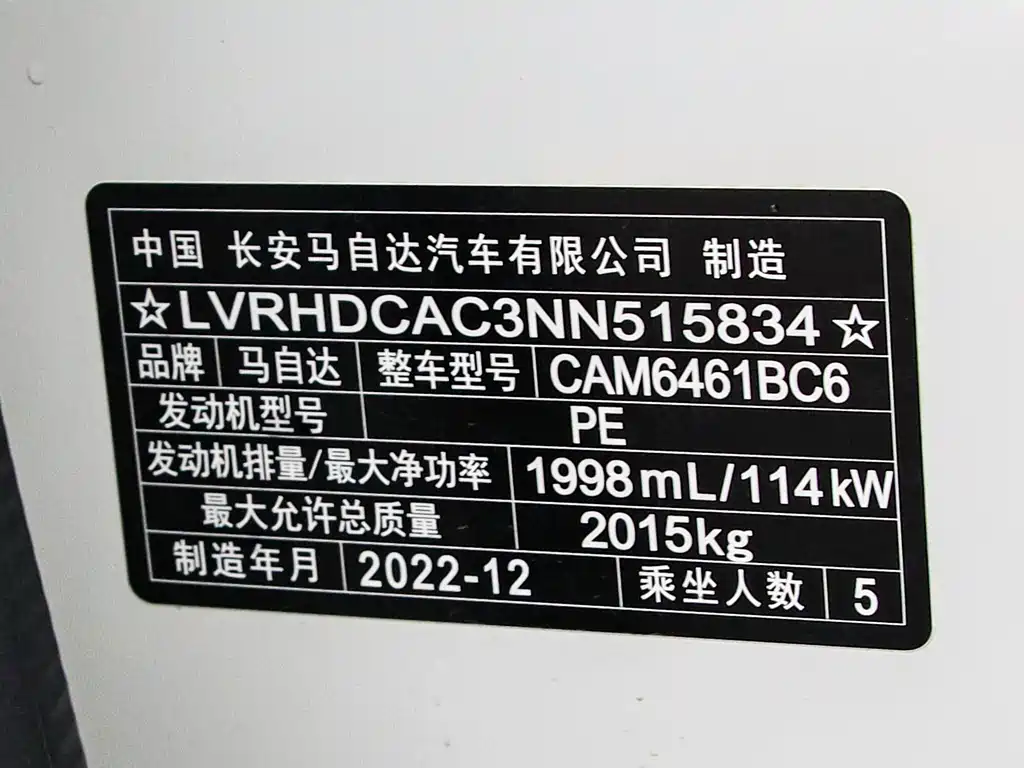 中国 长安马自达汽车有限公司 制造
☆LVRHDCAC3NN515834☆
品牌 马自达 整车型号 CAM6461BC6
发动机型号 PE
发动机排量/最大净功率 1998mL/114kW
最大允许总质量 2015kg
制造年月 2022-12 乘坐人数 5